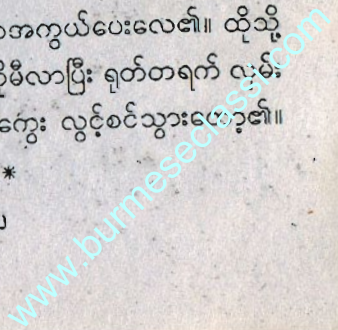 အကွယ်ပေးလေ၏။ ထိုသို့
မီလာပြီး ရုတ်တရက် လှမ်း
ကွေး လွင့်စင်သွားတော့၏။
*
www.burmeseclassic.com